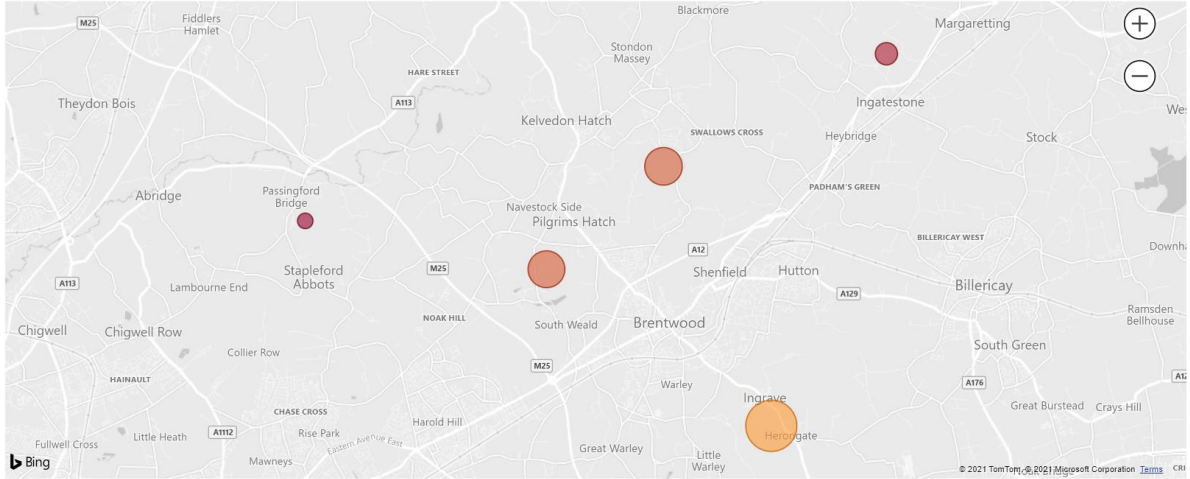 Blackmore
Fiddlers
Hamlet
M25
Margaretting
Stondon
Massey
HARE STREET
Theydon Bois
A113
Ingatestone
Kelvedon Hatch
SWALLOWS CROSS
Heybridge
Stock
PADHAM'S GREEN
Passingford
Bridge
Abridge
Navestock Side
Pilgrims Hatch
BILLERICAY WEST
A12
M25
Stapleford
Abbots
Shenfield
Hutton
A113
Lambourne End
Billericay
A129
Ramsden
Bellhouse
NOAK HILL
South Weald
Brentwood
Chigwell
Chigwell Row
South Green
Collier Row
M25
HAINAULT
Warley
A176
Ingrave
Great Burstead
Crays Hill
CHASE CROSS
Harold Hill
A1112
Rise Park
Little Heath
Herongate
Fullwell Cross
Eastern Avenue East
Great Warley
Little
Warley
Mawneys
Bing
© 2021 TomTom, © 2021 Microsoft Corporation Terms